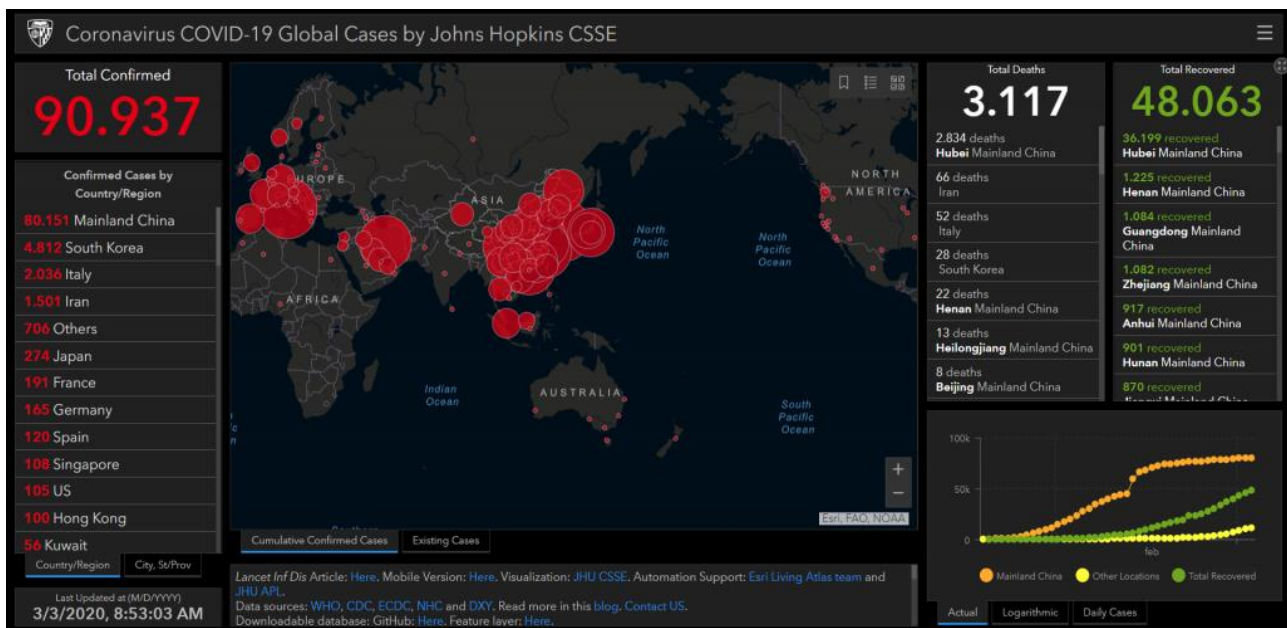 Coronavirus COVID-19 Global Cases by Johns Hopkins CSSE
Total Confirmed
90.937
Confirmed Cases by
Country/Region
80.151 Mainland China
4.812 South Korea
2.036 Italy
1.501 Iran
706 Others
274 Japan
191 France
165 Germany
120 Spain
108 Singapore
105 US
100 Hong Kong
56 Kuwait
Country/Region
City, St/Prov
Last Updated at (M/D/YYYY)
3/3/2020, 8:53:03 AM
EUROPE
ASIA
AFRICA
NORTH
AMERICA
North
Pacific
Ocean
North
Pacific
Ocean
Indian
Ocean
AUSTRALIA
South
Pacific
Ocean
+
−
Esri, FAO, NOAA
Cumulative Confirmed Cases
Existing Cases
Lancet Inf Dis Article: Here. Mobile Version: Here. Visualization: JHU CSSE. Automation Support: Esri Living Atlas team and
JHU APL.
Data sources: WHO, CDC, ECDC, NHC and DXY. Read more in this blog. Contact US.
Downloadable database: GitHub: Here. Feature layer: Here.
Total Deaths
3.117
2.834 deaths
Hubei Mainland China
66 deaths
Iran
52 deaths
Italy
28 deaths
South Korea
22 deaths
Henan Mainland China
13 deaths
Heilongjiang Mainland China
8 deaths
Beijing Mainland China
Total Recovered
48.063
36.199 recovered
Hubei Mainland China
1.225 recovered
Henan Mainland China
1.084 recovered
Guangdong Mainland
China
1.082 recovered
Zhejiang Mainland China
917 recovered
Anhui Mainland China
901 recovered
Hunan Mainland China
870 recovered
100k
50k
0
feb
Mainland China
Other Locations
Total Recovered
Actual
Logarithmic
Daily Cases